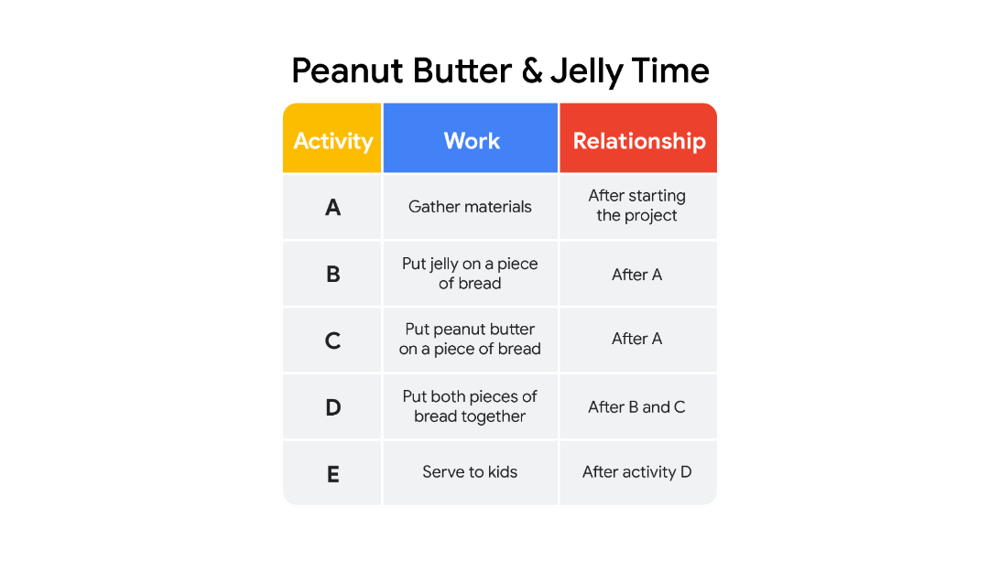 Peanut Butter & Jelly Time
Activity Work Relationship
A Gather materials After starting
the project
B Put jelly on a piece
of bread After A
C Put peanut butter
on a piece of bread After A
D Put both pieces of
bread together After B and C
E Serve to kids After activity D